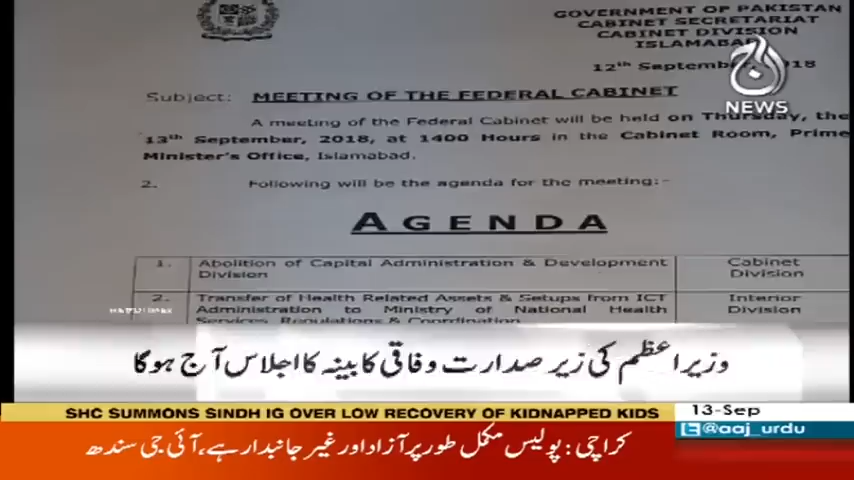 GOVERNMENT OF PAKISTAN
CABINET SECRETARIAT
CABINET DIVISION
ISLAMABAD
12th September, 2018
آج
NEWS
Subject: MEETING OF THE FEDERAL CABINET
A meeting of the Federal Cabinet will be held on Thursday, the
13th September, 2018, at 1400 Hours in the Cabinet Room, Prime
Minister's Office, Islamabad.
2. Following will be the agenda for the meeting:-
AGENDA
1. Abolition of Capital Administration & Development Cabinet
Division Division
2. Transfer of Health Related Assets & Setups from ICT Interior
Administration to Ministry of National Health Division
Services, Regulations & Coordination
وزیراعظم کی زیر صدارت وفاقی کابینہ کا اجلاس آج ہوگا
SHC SUMMONS SINDH IG OVER LOW RECOVERY OF KIDNAPPED KIDS 13-Sep
@aaj_urdu
کراچی: پولیس مکمل طور پر آزاد اور غیر جانبدار ہے، آئی جی سندھ